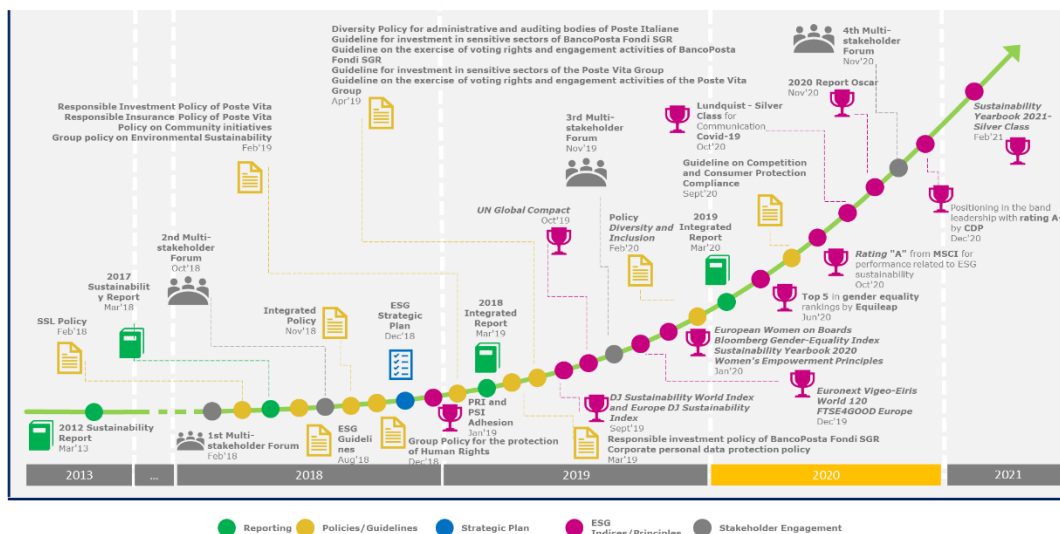 Diversity Policy for administrative and auditing bodies of Poste Italiane
Guideline for investment in sensitive sectors of BancoPosta Fondi SGR
Guideline on the exercise of voting rights and engagement activities of BancoPosta
Fondi SGR
Guideline for investment in sensitive sectors of the Poste Vita Group
Guideline on the exercise of voting rights and engagement activities of the Poste Vita
Group
Apr'19
4th Multi-
stakeholder
Forum
Nov'20
2020 Report Oscar
Nov'20
Responsible Investment Policy of Poste Vita
Responsible Insurance Policy of Poste Vita
Policy on Community initiatives
Group policy on Environmental Sustainability
Feb'19
3rd Multi-
stakeholder
Forum
Nov'19
Lundquist - Silver
Class for
Communication
Covid-19
Oct'20
Sustainability
Yearbook 2021-
Silver Class
Feb'21
Guideline on Competition
and Consumer Protection
Compliance
Sept'20
UN Global Compact
Oct'19
Policy
Diversity and
Inclusion
Feb'20
2019
Integrated
Report
Mar'20
Positioning in the band
leadership with rating A-
by CDP
Dec'20
2nd Multi-
stakeholder
Forum
Oct'18
2017
Sustainabilit
y Report
Mar'18
Rating "A" from MSCI for
performance related to ESG
sustainability
Oct'20
SSL Policy
Feb'18
Integrated
Policy
Nov'18
ESG
Strategic
Plan
Dec'18
2018
Integrated
Report
Mar'19
Top 5 in gender equality
rankings by Equileap
Jun'20
European Women on Boards
Bloomberg Gender-Equality Index
Sustainability Yearbook 2020
Women's Empowerment Principles
Jan'20
Euronext Vigeo-Eiris
World 120
FTSE4GOOD Europe
Dec'19
DJ Sustainability World Index
and Europe DJ Sustainability
Index
Sept'19
PRI and
PSI
Adhesion
Jan'19
2012 Sustainability
Report
Mar'13
1st Multi-
stakeholder Forum
Feb'18
ESG
Guideli
nes
Aug'18
Group Policy for the protection
of Human Rights
Dec'18
Responsible investment policy of BancoPosta Fondi SGR
Corporate personal data protection policy
Mar'19
2013
...
2018
2019
2020
2021
Reporting
Policies/Guidelines
Strategic Plan
ESG
Indices/Principles
Stakeholder Engagement